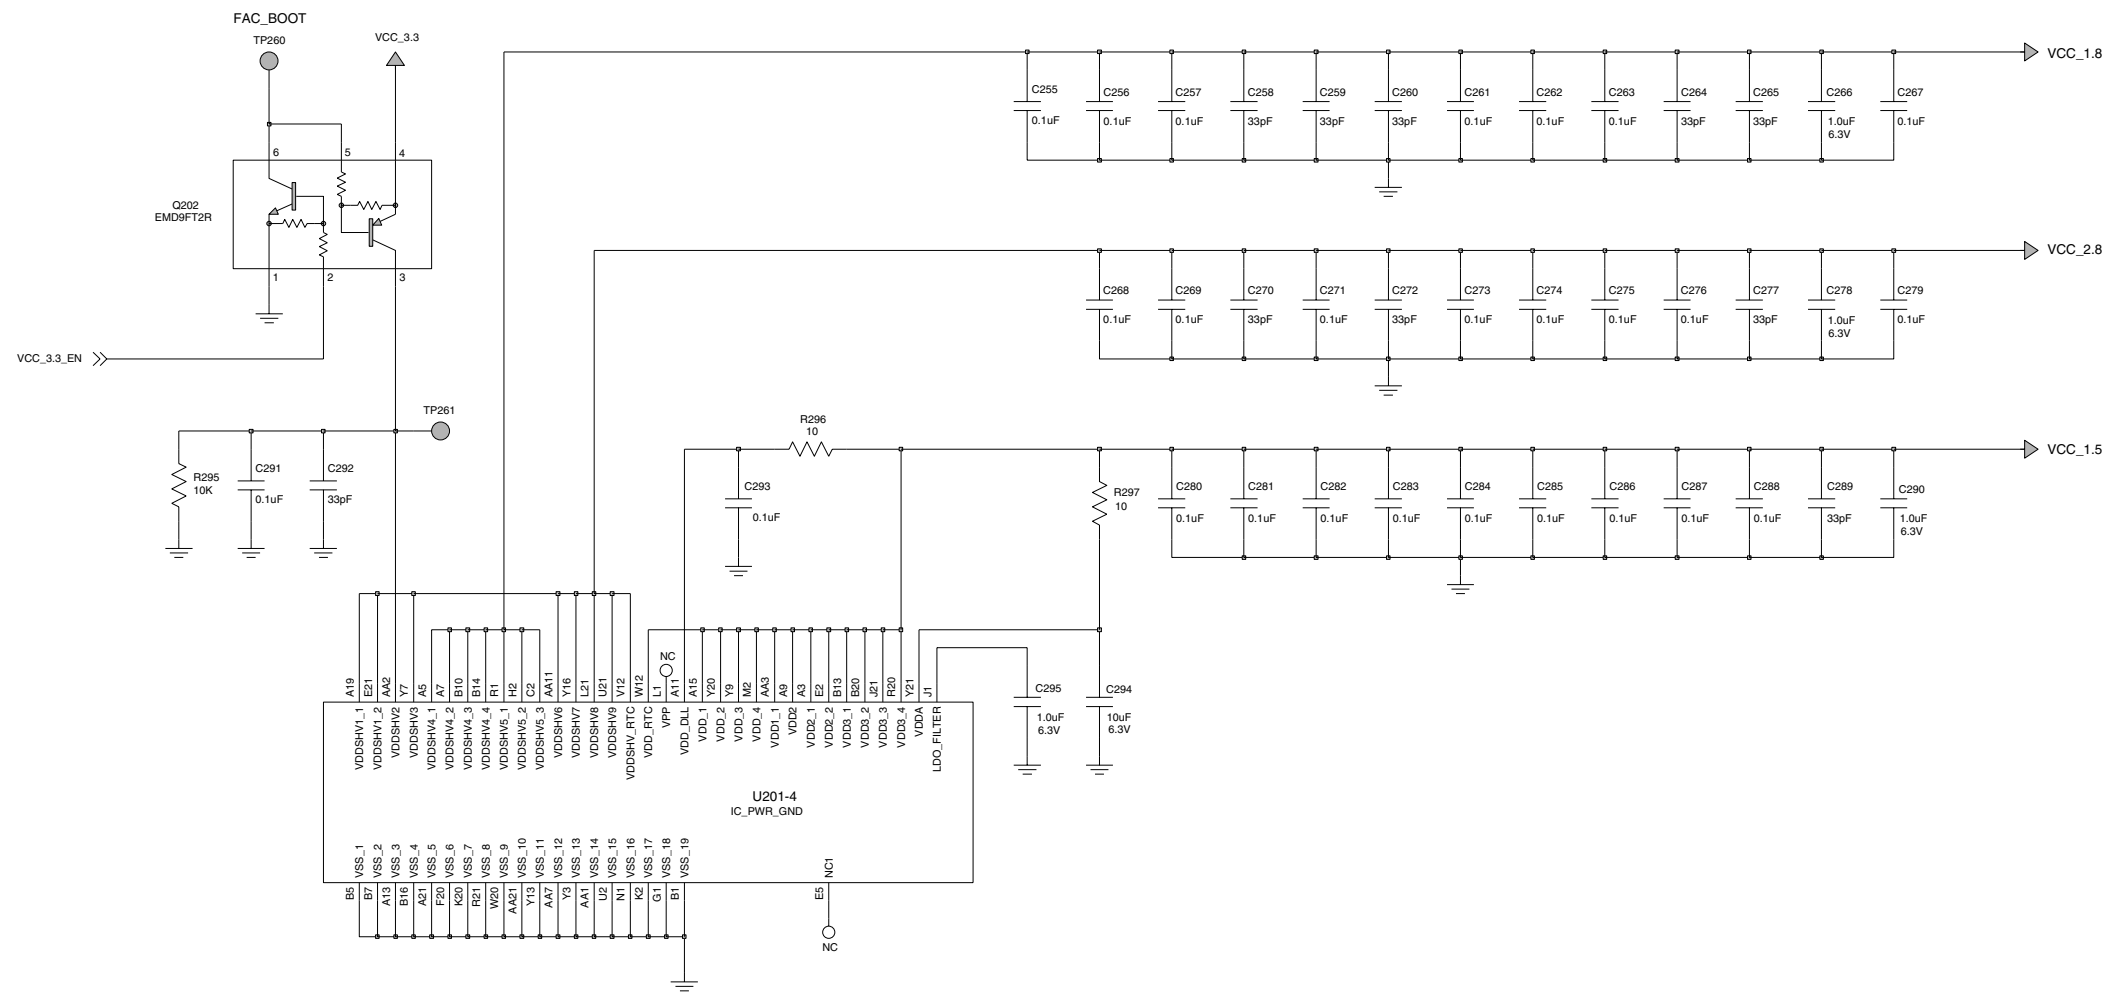 FAC_BOOT
TP260
VCC_3.3
6
5
4
Q202
EMD9FT2R
1
2
3
VCC_3.3_EN
TP261
R295
10K
C291
0.1uF
C292
33pF
VCC_1.8
C255
0.1uF
C256
0.1uF
C257
0.1uF
C258
33pF
C259
33pF
C260
33pF
C261
0.1uF
C262
0.1uF
C263
0.1uF
C264
33pF
C265
33pF
C266
1.0uF
6.3V
C267
0.1uF
VCC_2.8
C268
0.1uF
C269
0.1uF
C270
33pF
C271
0.1uF
C272
33pF
C273
0.1uF
C274
0.1uF
C275
0.1uF
C276
0.1uF
C277
33pF
C278
1.0uF
6.3V
C279
0.1uF
R296
10
C293
0.1uF
R297
10
VCC_1.5
C280
0.1uF
C281
0.1uF
C282
0.1uF
C283
0.1uF
C284
0.1uF
C285
0.1uF
C286
0.1uF
C287
0.1uF
C288
0.1uF
C289
33pF
C290
1.0uF
6.3V
NC
A19
E21
AA2
Y7
A5
A7
B10
B14
R1
H2
C2
AA11
Y16
L21
U21
V12
W12
L1
A11
A15
Y20
Y9
M2
AA3
A9
A3
E2
B13
B20
J21
R20
Y21
J1
VDDSHV1_1
VDDSHV1_2
VDDSHV2
VDDSHV3
VDDSHV4_1
VDDSHV4_2
VDDSHV4_3
VDDSHV4_4
VDDSHV5_1
VDDSHV5_2
VDDSHV5_3
VDDSHV6
VDDSHV7
VDDSHV8
VDDSHV9
VDDSHV_RTC
VDD_RTC
VPP
VDD_DLL
VDD_1
VDD_2
VDD_3
VDD_4
VDD1_1
VDD2
VDD2_1
VDD2_2
VDD3_1
VDD3_2
VDD3_3
VDD3_4
VDDA
LDO_FILTER
C295
1.0uF
6.3V
C294
10uF
6.3V
U201-4
IC_PWR_GND
VSS_1
VSS_2
VSS_3
VSS_4
VSS_5
VSS_6
VSS_7
VSS_8
VSS_9
VSS_10
VSS_11
VSS_12
VSS_13
VSS_14
VSS_15
VSS_16
VSS_17
VSS_18
VSS_19
NC1
B5
B7
A13
B16
A21
F20
K20
R21
W20
AA21
Y13
AA7
Y3
AA1
U2
N1
K2
G1
B1
E5
NC